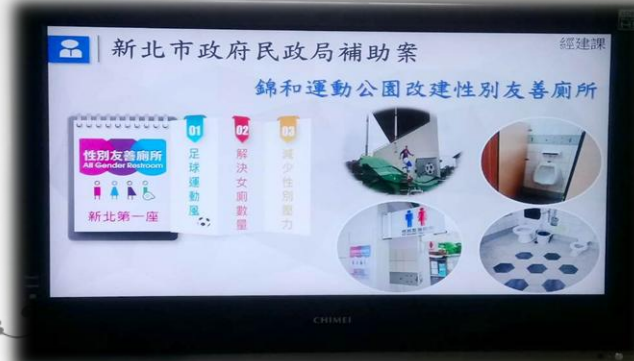 新北市政府民政局補助案
經建課
錦和運動公園改建性別友善廁所
性別友善廁所
All Gender Restroom
新北第一座
01
足球運動風
02
解決女廁數量
03
減少性別壓力
CHIMEI